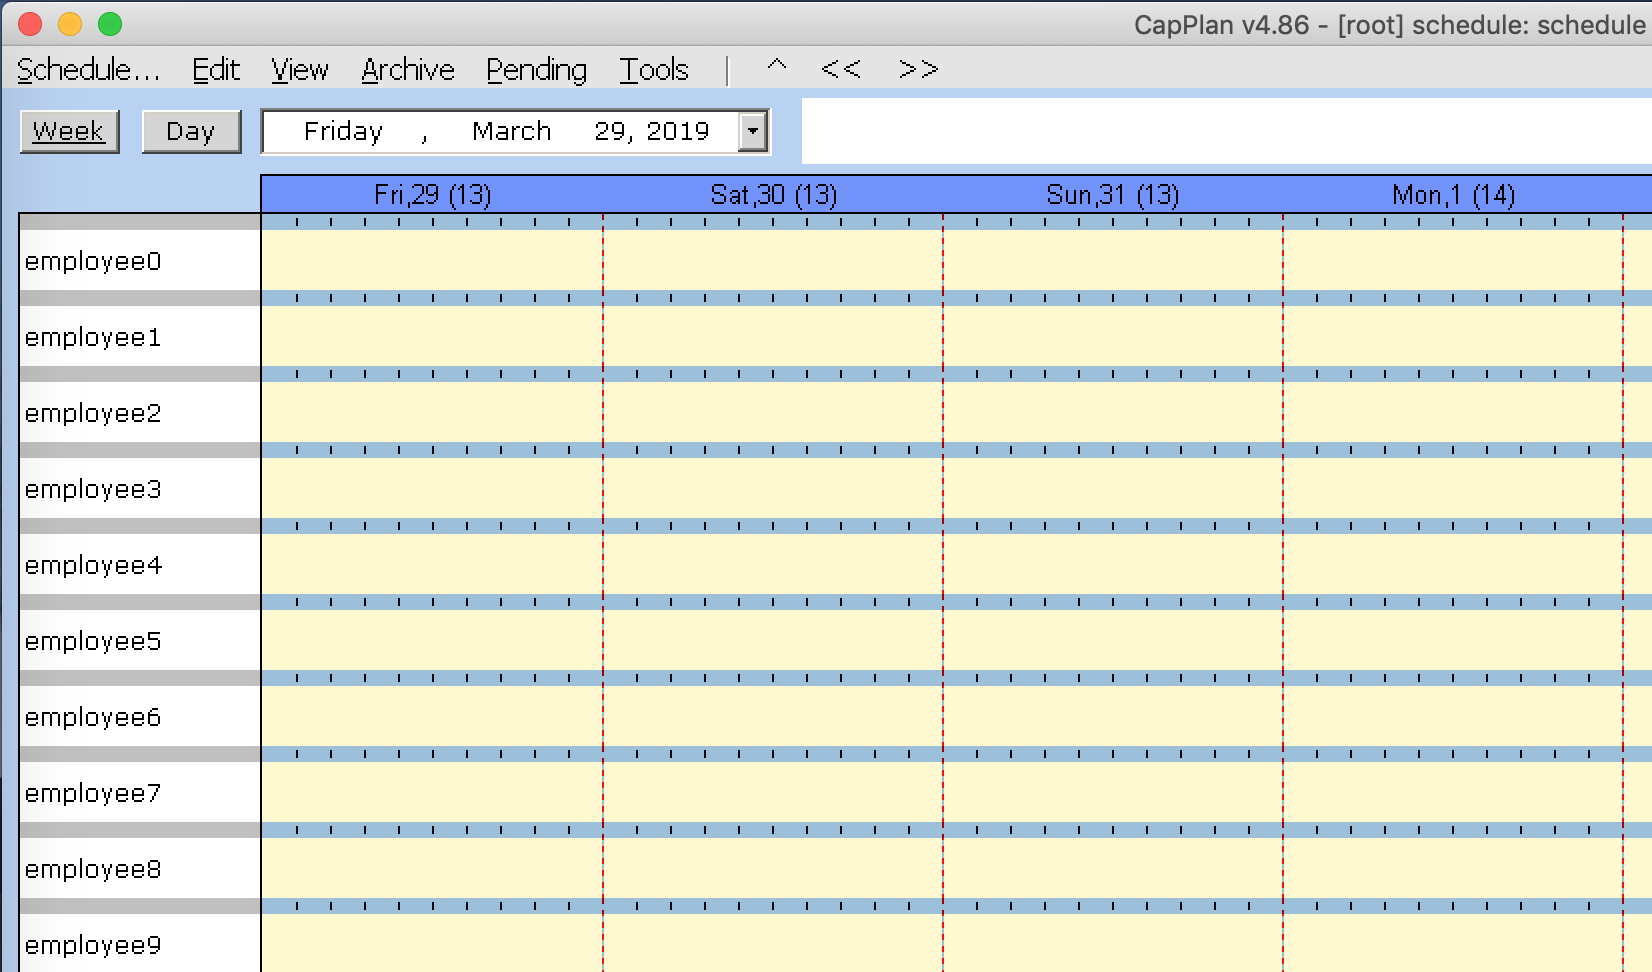 CapPlan v4.86 - [root] schedule: schedule
Schedule... Edit View Archive Pending Tools | ^ << >>
Week Day Friday , March 29, 2019
Fri,29 (13) Sat,30 (13) Sun,31 (13) Mon,1 (14)
employee0
employee1
employee2
employee3
employee4
employee5
employee6
employee7
employee8
employee9